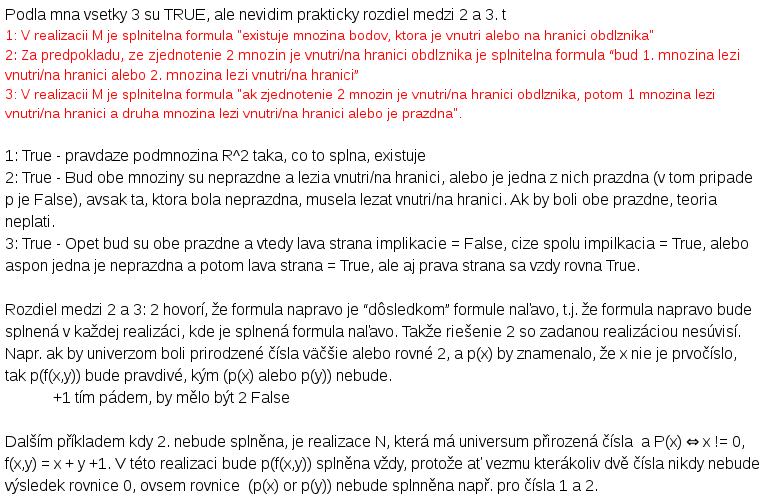 Podla mna vsetky 3 su TRUE, ale nevidim prakticky rozdiel medzi 2 a 3. t
1: V realizacii M je splnitelna formula "existuje mnozina bodov, ktora je vnutri alebo na hranici obdlznika"
2: Za predpokladu, ze zjednotenie 2 mnozin je vnutri/na hranici obdlznika je splnitelna formula “bud 1. mnozina lezi
vnutri/na hranici alebo 2. mnozina lezi vnutri/na hranici”
3: V realizacii M je splnitelna formula "ak zjednotenie 2 mnozin je vnutri/na hranici obdlznika, potom 1 mnozina lezi
vnutri/na hranici a druha mnozina lezi vnutri/na hranici alebo je prazdna".
1: True - pravdaze podmnozina R^2 taka, co to splna, existuje
2: True - Bud obe mnoziny su neprazdne a lezia vnutri/na hranici, alebo je jedna z nich prazdna (v tom pripade
p je False), avsak ta, ktora bola neprazdna, musela lezat vnutri/na hranici. Ak by boli obe prazdne, teoria
neplati.
3: True - Opet bud su obe prazdne a vtedy lava strana implikacie = False, cize spolu impilkacia = True, alebo
aspon jedna je neprazdna a potom lava strana = True, ale aj prava strana sa vzdy rovna True.
Rozdiel medzi 2 a 3: 2 hovorí, že formula napravo je “dôsledkom” formule naľavo, t.j. že formula napravo bude
splnená v každej realizáci, kde je splnená formula naľavo. Takže riešenie 2 so zadanou realizáciou nesúvisí.
Napr. ak by univerzom boli prirodzené čísla väčšie alebo rovné 2, a p(x) by znamenalo, že x nie je prvočíslo,
tak p(f(x,y)) bude pravdivé, kým (p(x) alebo p(y)) nebude.
+1 tím pádem, by mělo být 2 False
Dalším příkladem kdy 2. nebude splněna, je realizace N, která má universum přirozená čísla a P(x) ⇔ x != 0,
f(x,y) = x + y +1. V této realizaci bude p(f(x,y)) splněna vždy, protože ať vezmu kterákoliv dvě čísla nikdy nebude
výsledek rovnice 0, ovsem rovnice (p(x) or p(y)) nebude splnněna např. pro čísla 1 a 2.